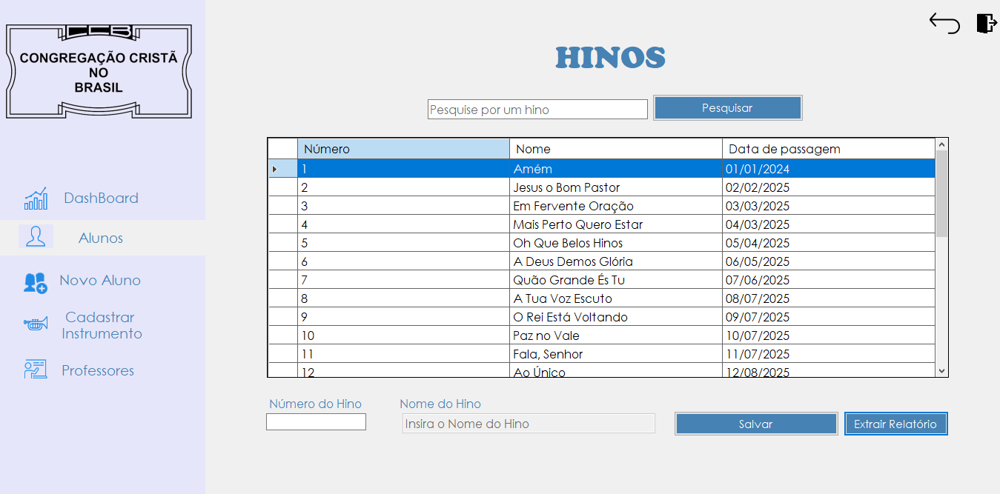 CCB
CONGREGAÇÃO CRISTÃ
NO
BRASIL
DashBoard
Alunos
Novo Aluno
Cadastrar
Instrumento
Professores
HINOS
Pesquise por um hino
Pesquisar
Número Nome Data de passagem
1 Amém 01/01/2024
2 Jesus o Bom Pastor 02/02/2025
3 Em Fervente Oração 03/03/2025
4 Mais Perto Quero Estar 04/03/2025
5 Oh Que Belos Hinos 05/04/2025
6 A Deus Demos Glória 06/05/2025
7 Quão Grande És Tu 07/06/2025
8 A Tua Voz Escuto 08/07/2025
9 O Rei Está Voltando 09/07/2025
10 Paz no Vale 10/07/2025
11 Fala, Senhor 11/07/2025
12 Ao Único 12/08/2025
Número do Hino Nome do Hino
Insira o Nome do Hino
Salvar
Extrair Relatório